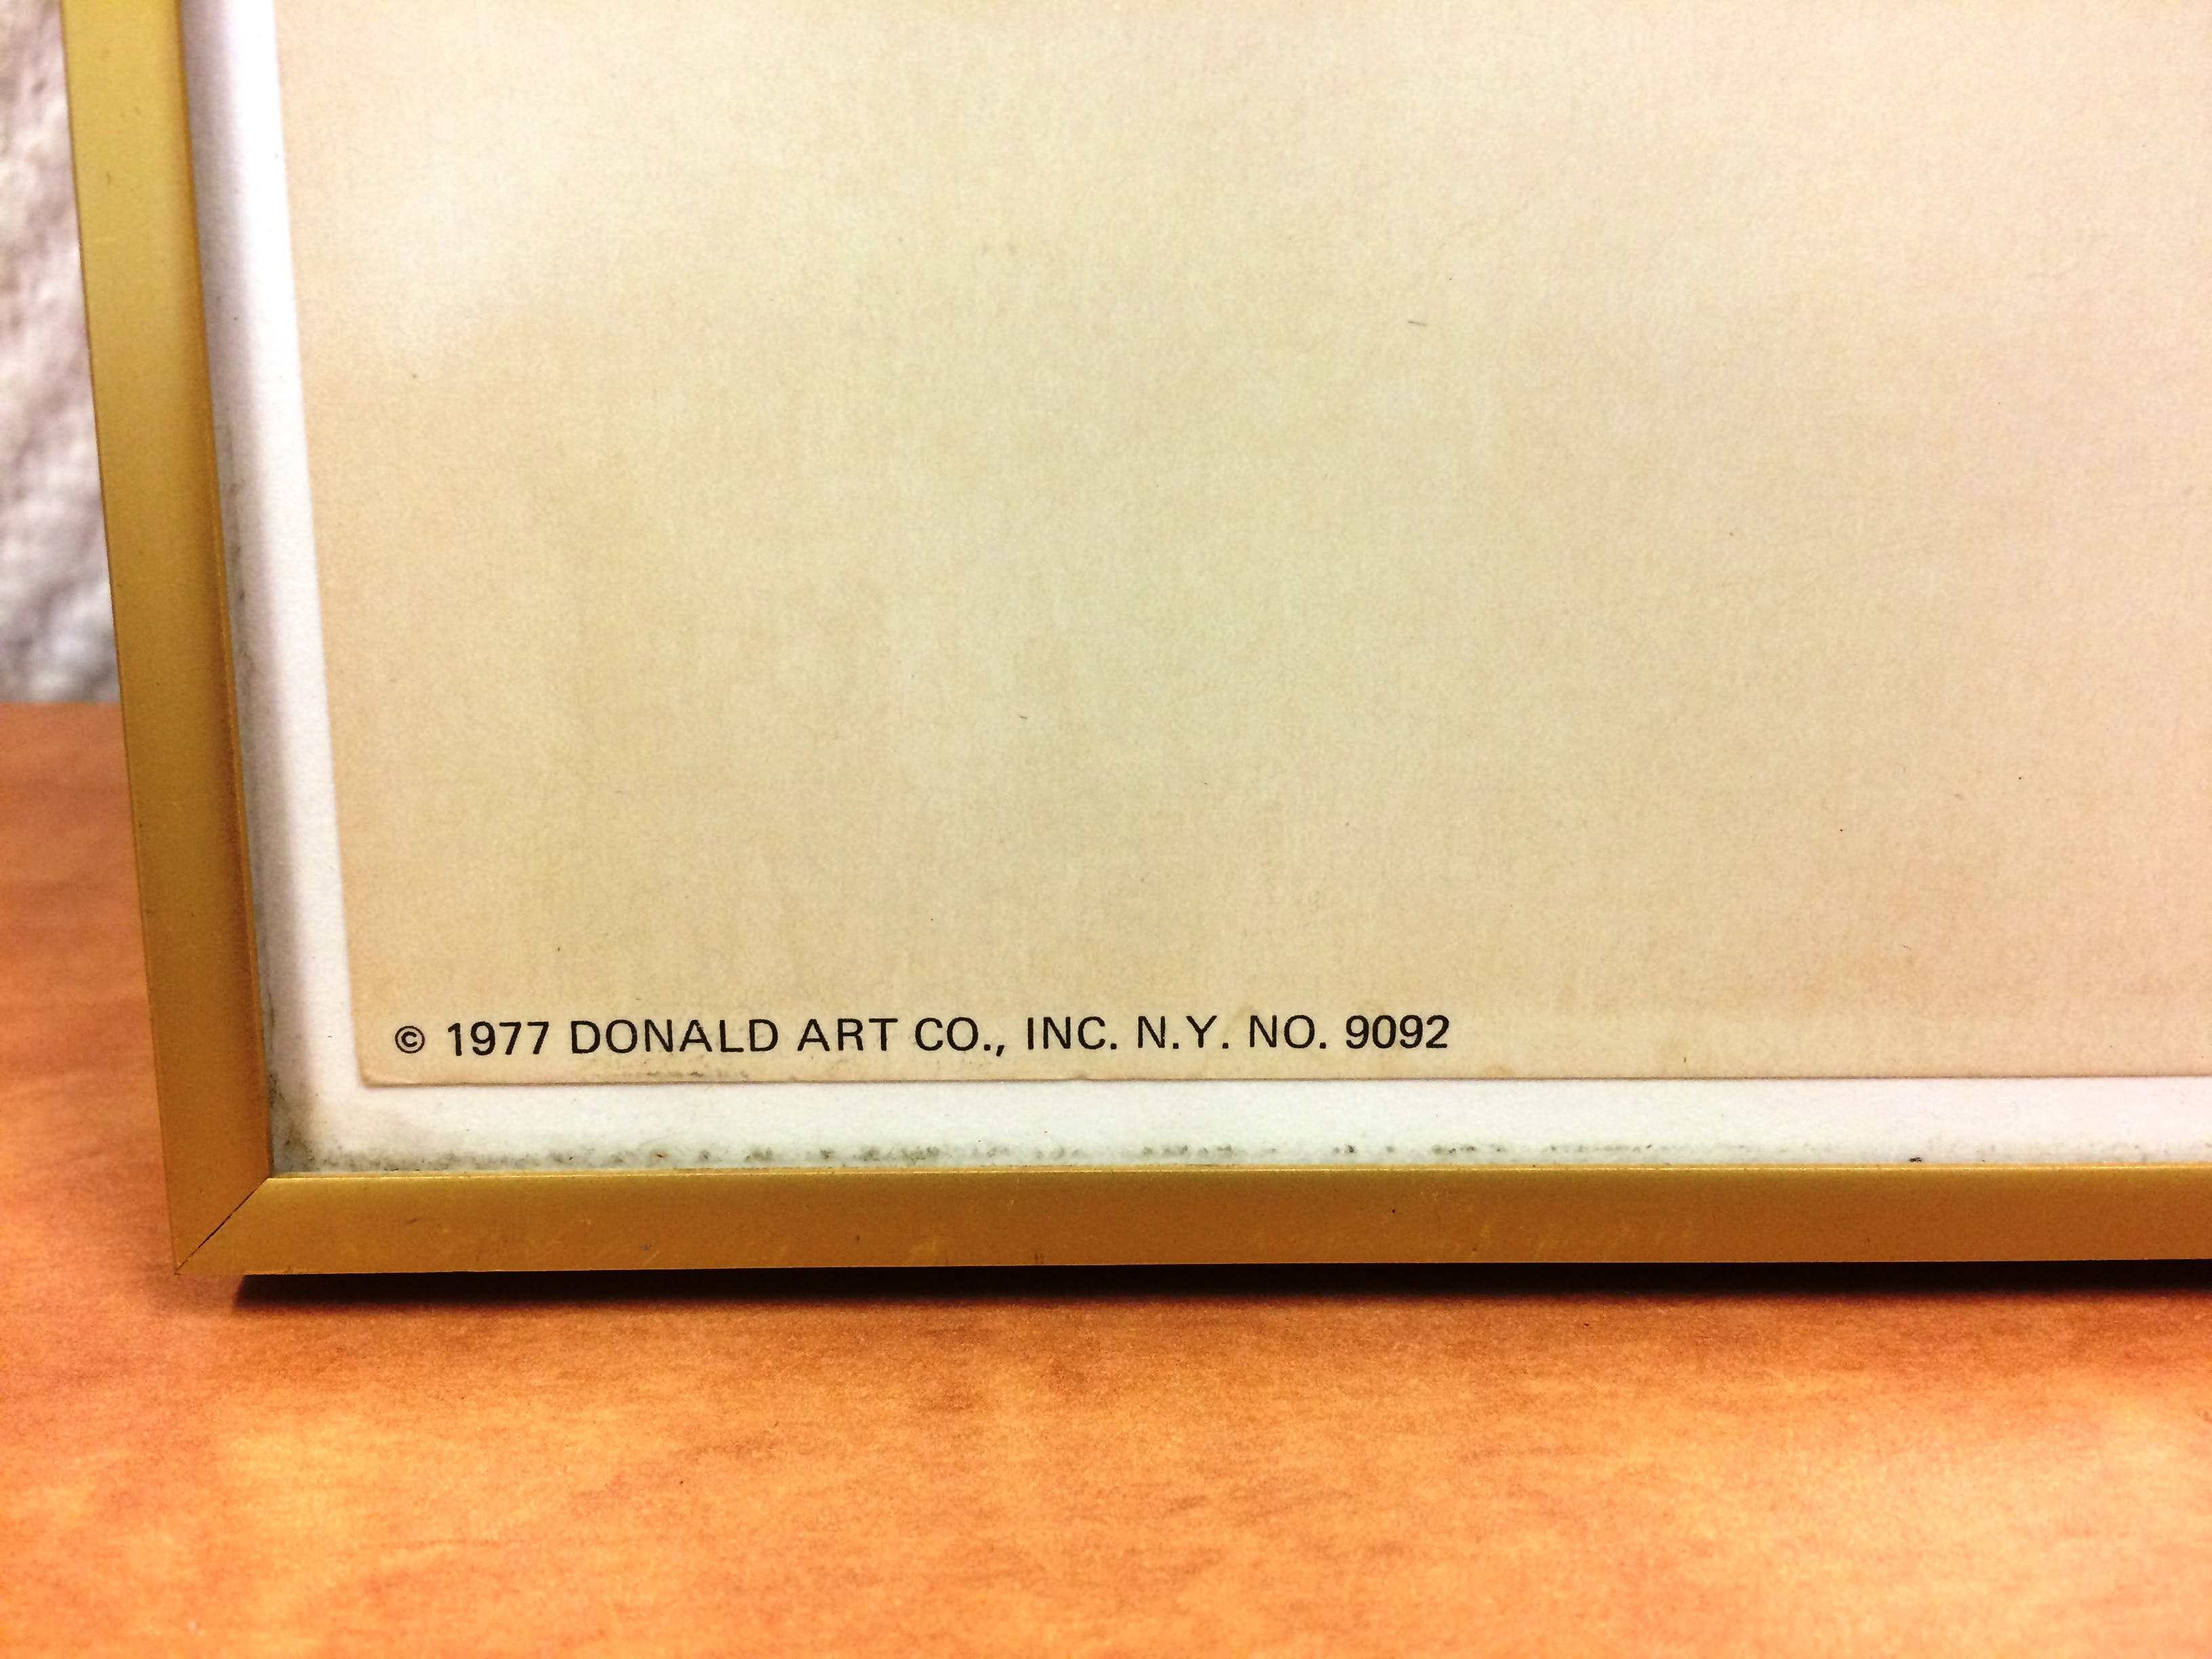 © 1977 DONALD ART CO., INC. N.Y. NO. 9092